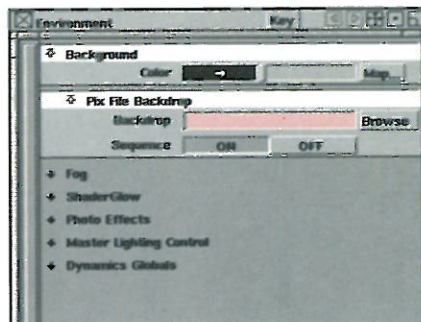 Environment Key
Background
Color Map...
Pix File Backdrop
Backdrop Browse
Sequence ON OFF
Fog
ShaderGlow
Photo Effects
Master Lighting Control
Dynamics Globals